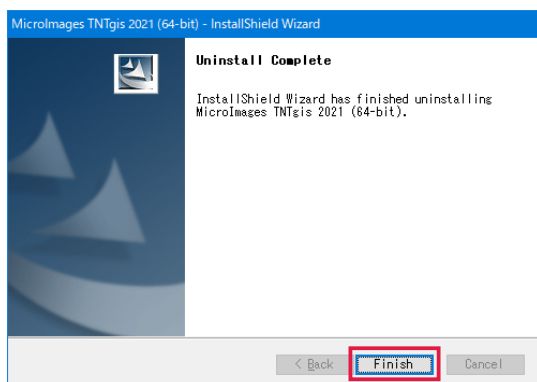 MicroImages TNTgis 2021 (64-bit) - InstallShield Wizard
Uninstall Complete
InstallShield Wizard has finished uninstalling
MicroImages TNTgis 2021 (64-bit).
< Back
Finish
Cancel